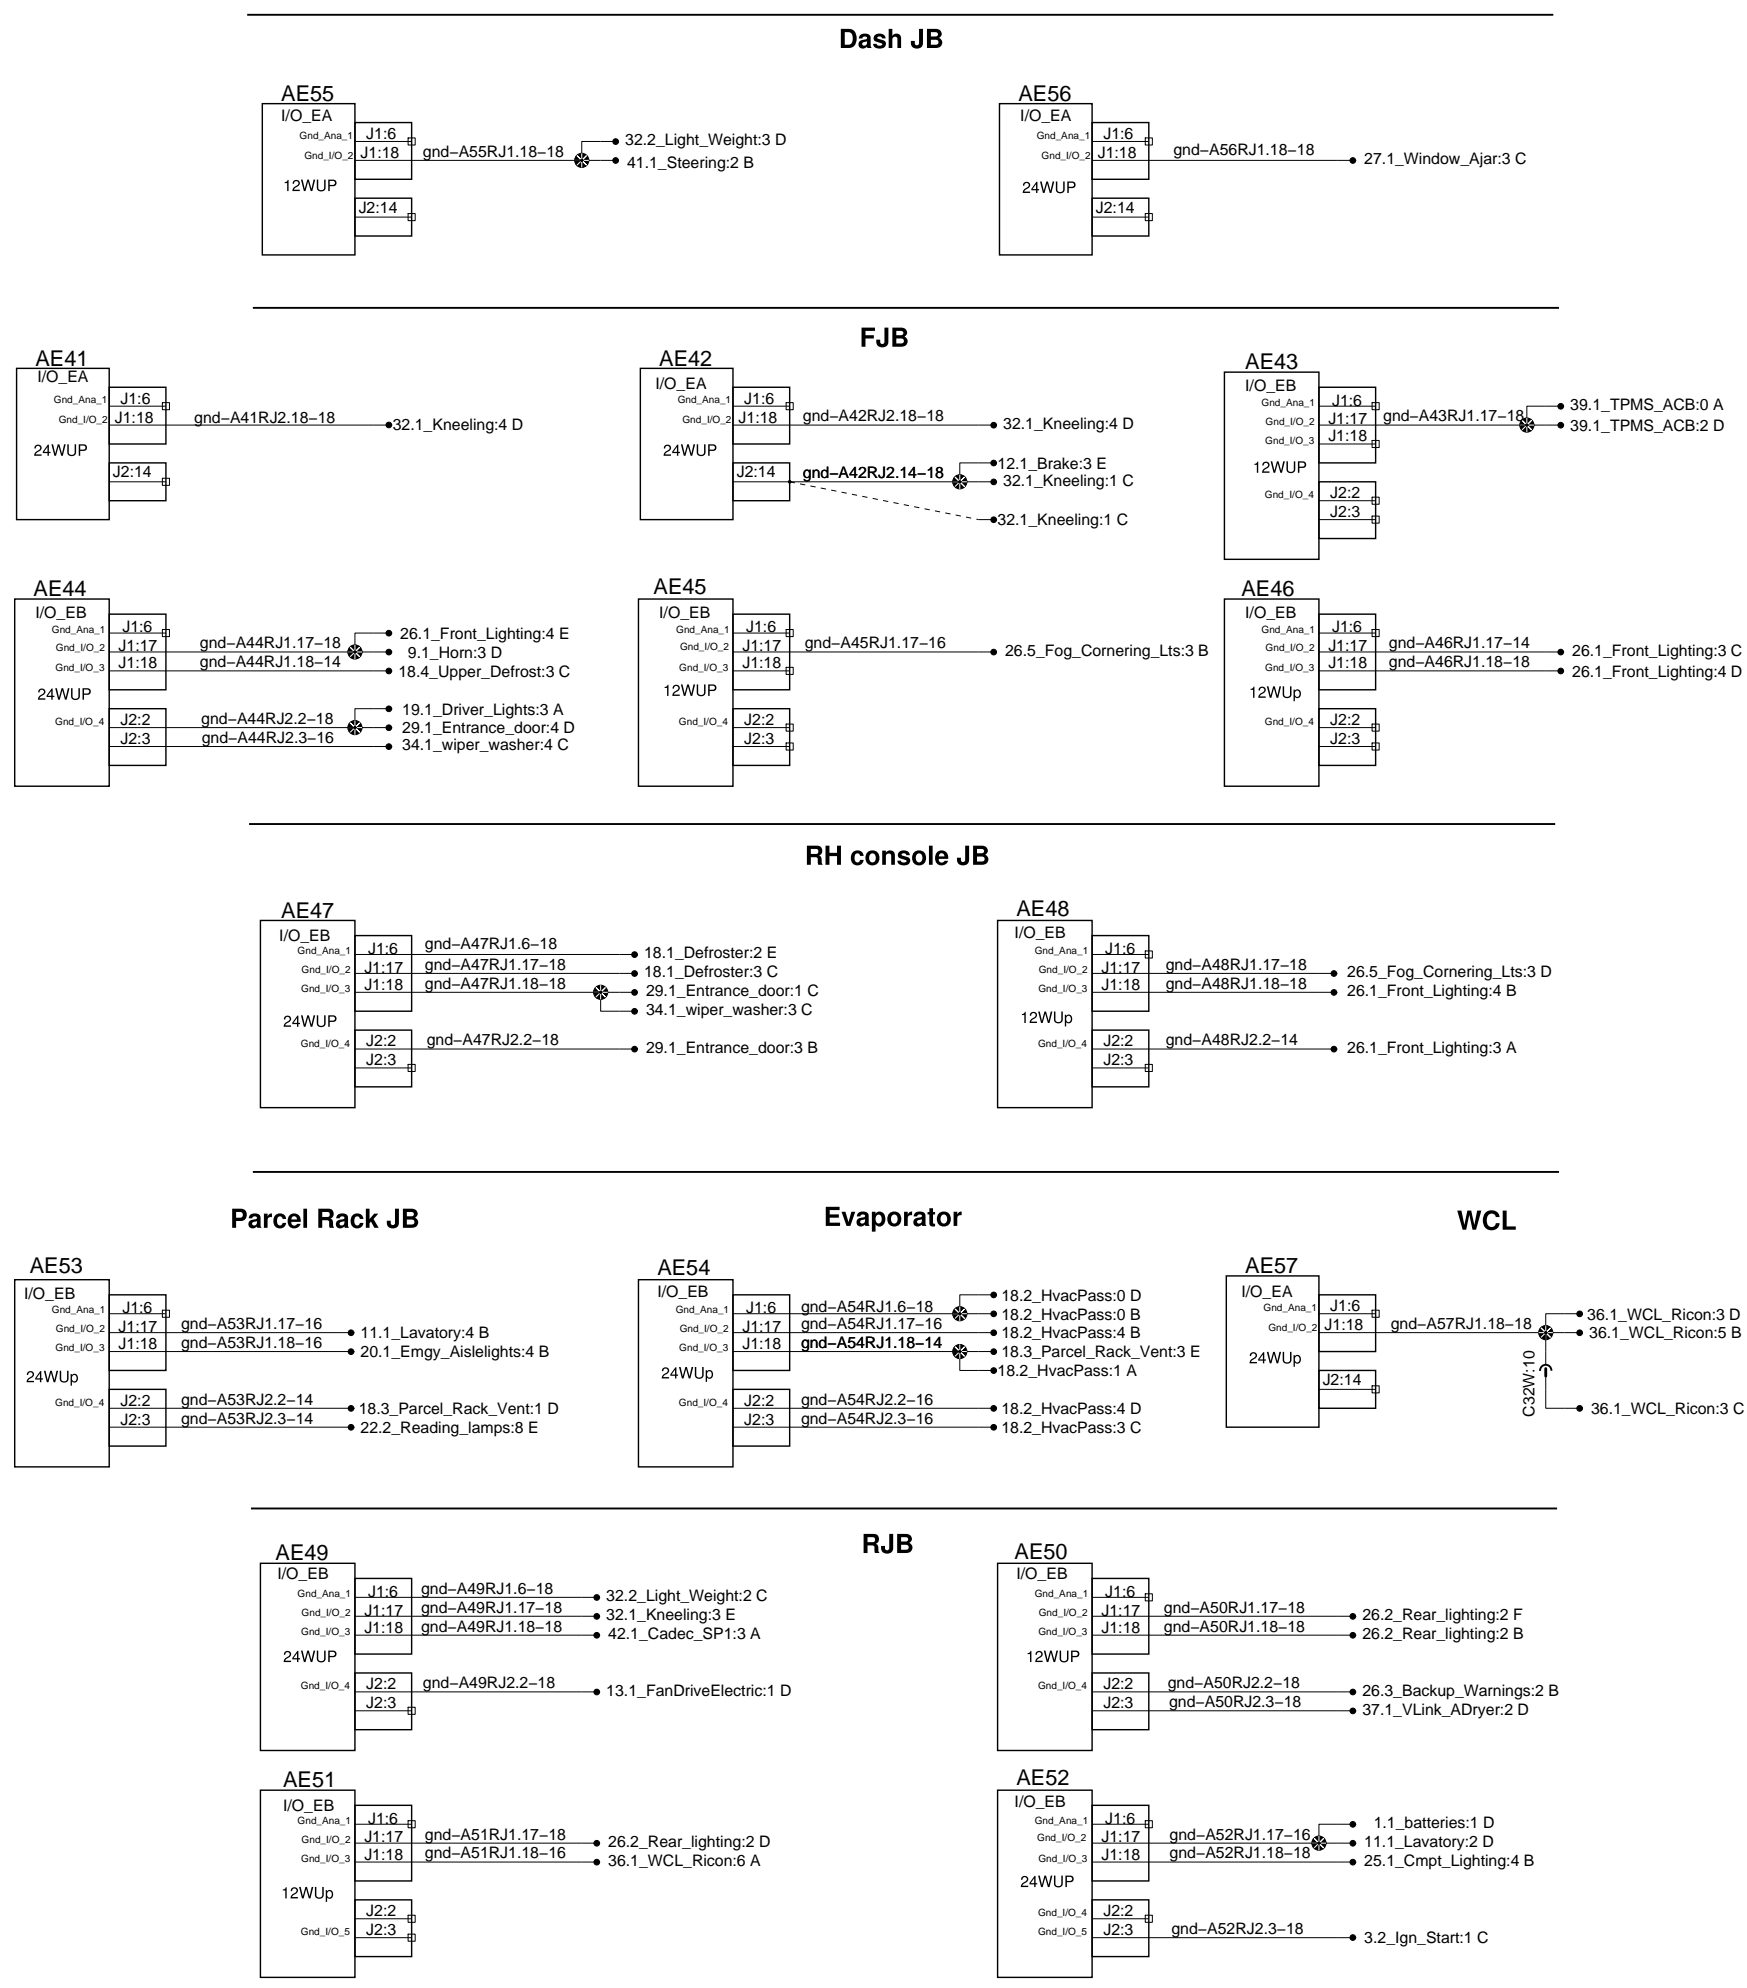 Dash JB
AE55
I/O_EA
Gnd_Ana_1 J1:6
Gnd_I/O_2 J1:18 gnd–A55RJ1.18–18
32.2_Light_Weight:3 D
41.1_Steering:2 B
12WUP
J2:14
AE56
I/O_EA
Gnd_Ana_1 J1:6
Gnd_I/O_2 J1:18 gnd–A56RJ1.18–18
27.1_Window_Ajar:3 C
24WUP
J2:14
FJB
AE41
I/O_EA
Gnd_Ana_1 J1:6
Gnd_I/O_2 J1:18 gnd–A41RJ2.18–18
32.1_Kneeling:4 D
24WUP
J2:14
AE42
I/O_EA
Gnd_Ana_1 J1:6
Gnd_I/O_2 J1:18 gnd–A42RJ2.18–18
32.1_Kneeling:4 D
24WUP
J2:14 gnd–A42RJ2.14–18
12.1_Brake:3 E
32.1_Kneeling:1 C
32.1_Kneeling:1 C
AE43
I/O_EB
Gnd_Ana_1 J1:6
Gnd_I/O_2 J1:17 gnd–A43RJ1.17–18
39.1_TPMS_ACB:0 A
39.1_TPMS_ACB:2 D
Gnd_I/O_3 J1:18
12WUP
Gnd_I/O_4 J2:2
J2:3
AE44
I/O_EB
Gnd_Ana_1 J1:6
Gnd_I/O_2 J1:17 gnd–A44RJ1.17–18
26.1_Front_Lighting:4 E
9.1_Horn:3 D
Gnd_I/O_3 J1:18 gnd–A44RJ1.18–14
18.4_Upper_Defrost:3 C
24WUP
Gnd_I/O_4 J2:2 gnd–A44RJ2.2–18
19.1_Driver_Lights:3 A
29.1_Entrance_door:4 D
J2:3 gnd–A44RJ2.3–16
34.1_wiper_washer:4 C
AE45
I/O_EB
Gnd_Ana_1 J1:6
Gnd_I/O_2 J1:17 gnd–A45RJ1.17–16
26.5_Fog_Cornering_Lts:3 B
Gnd_I/O_3 J1:18
12WUP
Gnd_I/O_4 J2:2
J2:3
AE46
I/O_EB
Gnd_Ana_1 J1:6
Gnd_I/O_2 J1:17 gnd–A46RJ1.17–14
26.1_Front_Lighting:3 C
Gnd_I/O_3 J1:18 gnd–A46RJ1.18–18
26.1_Front_Lighting:4 D
12WUp
Gnd_I/O_4 J2:2
J2:3
RH console JB
AE47
I/O_EB
Gnd_Ana_1 J1:6 gnd–A47RJ1.6–18
18.1_Defroster:2 E
Gnd_I/O_2 J1:17 gnd–A47RJ1.17–18
18.1_Defroster:3 C
Gnd_I/O_3 J1:18 gnd–A47RJ1.18–18
29.1_Entrance_door:1 C
34.1_wiper_washer:3 C
24WUP
Gnd_I/O_4 J2:2 gnd–A47RJ2.2–18
29.1_Entrance_door:3 B
J2:3
AE48
I/O_EB
Gnd_Ana_1 J1:6
Gnd_I/O_2 J1:17 gnd–A48RJ1.17–18
26.5_Fog_Cornering_Lts:3 D
Gnd_I/O_3 J1:18 gnd–A48RJ1.18–18
26.1_Front_Lighting:4 B
12WUp
Gnd_I/O_4 J2:2 gnd–A48RJ2.2–14
26.1_Front_Lighting:3 A
J2:3
Parcel Rack JB
AE53
I/O_EB
Gnd_Ana_1 J1:6
Gnd_I/O_2 J1:17 gnd–A53RJ1.17–16
11.1_Lavatory:4 B
Gnd_I/O_3 J1:18 gnd–A53RJ1.18–16
20.1_Emgy_Aislelights:4 B
24WUp
Gnd_I/O_4 J2:2 gnd–A53RJ2.2–14
18.3_Parcel_Rack_Vent:1 D
J2:3 gnd–A53RJ2.3–14
22.2_Reading_lamps:8 E
Evaporator
AE54
I/O_EB
Gnd_Ana_1 J1:6 gnd–A54RJ1.6–18
18.2_HvacPass:0 D
18.2_HvacPass:0 B
Gnd_I/O_2 J1:17 gnd–A54RJ1.17–16
18.2_HvacPass:4 B
Gnd_I/O_3 J1:18 gnd–A54RJ1.18–14
18.3_Parcel_Rack_Vent:3 E
18.2_HvacPass:1 A
24WUp
Gnd_I/O_4 J2:2 gnd–A54RJ2.2–16
18.2_HvacPass:4 D
J2:3 gnd–A54RJ2.3–16
18.2_HvacPass:3 C
WCL
AE57
I/O_EA
Gnd_Ana_1 J1:6
Gnd_I/O_2 J1:18 gnd–A57RJ1.18–18
36.1_WCL_Ricon:3 D
36.1_WCL_Ricon:5 B
24WUp
J2:14
C32W:10
36.1_WCL_Ricon:3 C
RJB
AE49
I/O_EB
Gnd_Ana_1 J1:6 gnd–A49RJ1.6–18
32.2_Light_Weight:2 C
Gnd_I/O_2 J1:17 gnd–A49RJ1.17–18
32.1_Kneeling:3 E
Gnd_I/O_3 J1:18 gnd–A49RJ1.18–18
42.1_Cadec_SP1:3 A
24WUP
Gnd_I/O_4 J2:2 gnd–A49RJ2.2–18
13.1_FanDriveElectric:1 D
J2:3
AE50
I/O_EB
Gnd_Ana_1 J1:6
Gnd_I/O_2 J1:17 gnd–A50RJ1.17–18
26.2_Rear_lighting:2 F
Gnd_I/O_3 J1:18 gnd–A50RJ1.18–18
26.2_Rear_lighting:2 B
12WUP
Gnd_I/O_4 J2:2 gnd–A50RJ2.2–18
26.3_Backup_Warnings:2 B
J2:3 gnd–A50RJ2.3–18
37.1_VLink_ADryer:2 D
AE51
I/O_EB
Gnd_Ana_1 J1:6
Gnd_I/O_2 J1:17 gnd–A51RJ1.17–18
26.2_Rear_lighting:2 D
Gnd_I/O_3 J1:18 gnd–A51RJ1.18–16
36.1_WCL_Ricon:6 A
12WUp
J2:2
Gnd_I/O_5 J2:3
AE52
I/O_EB
Gnd_Ana_1 J1:6
Gnd_I/O_2 J1:17 gnd–A52RJ1.17–16
1.1_batteries:1 D
11.1_Lavatory:2 D
Gnd_I/O_3 J1:18 gnd–A52RJ1.18–18
25.1_Cmpt_Lighting:4 B
24WUP
Gnd_I/O_4 J2:2
Gnd_I/O_5 J2:3 gnd–A52RJ2.3–18
3.2_Ign_Start:1 C